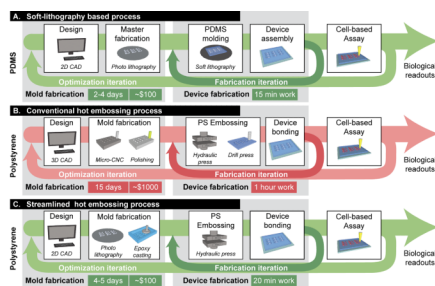 A. Soft-lithography based process
PDMS
Design
2D CAD
Master
fabrication
Photo lithography
PDMS
molding
Soft lithography
Device
assembly
Cell-based
Assay
Biological
readouts
Optimization iteration
Fabrication iteration
Mold fabrication 2-4 days ~$100
Device fabrication 15 min work
B. Conventional hot embossing process
Polystyrene
Design
3D CAD
Mold fabrication
Micro-CNC
Polishing
PS Embossing
Hydraulic
press
Drill press
Device
bonding
Cell-based
Assay
Biological
readouts
Optimization iteration
Fabrication iteration
Mold fabrication 15 days ~$1000
Device fabrication 1 hour work
C. Streamlined hot embossing process
Polystyrene
Design
2D CAD
Mold fabrication
Photo
lithography
Epoxy
casting
PS
Embossing
Hydraulic press
Device
bonding
Cell-based
Assay
Biological
readouts
Optimization iteration
Fabrication iteration
Mold fabrication 4-5 days ~$100
Device fabrication 20 min work